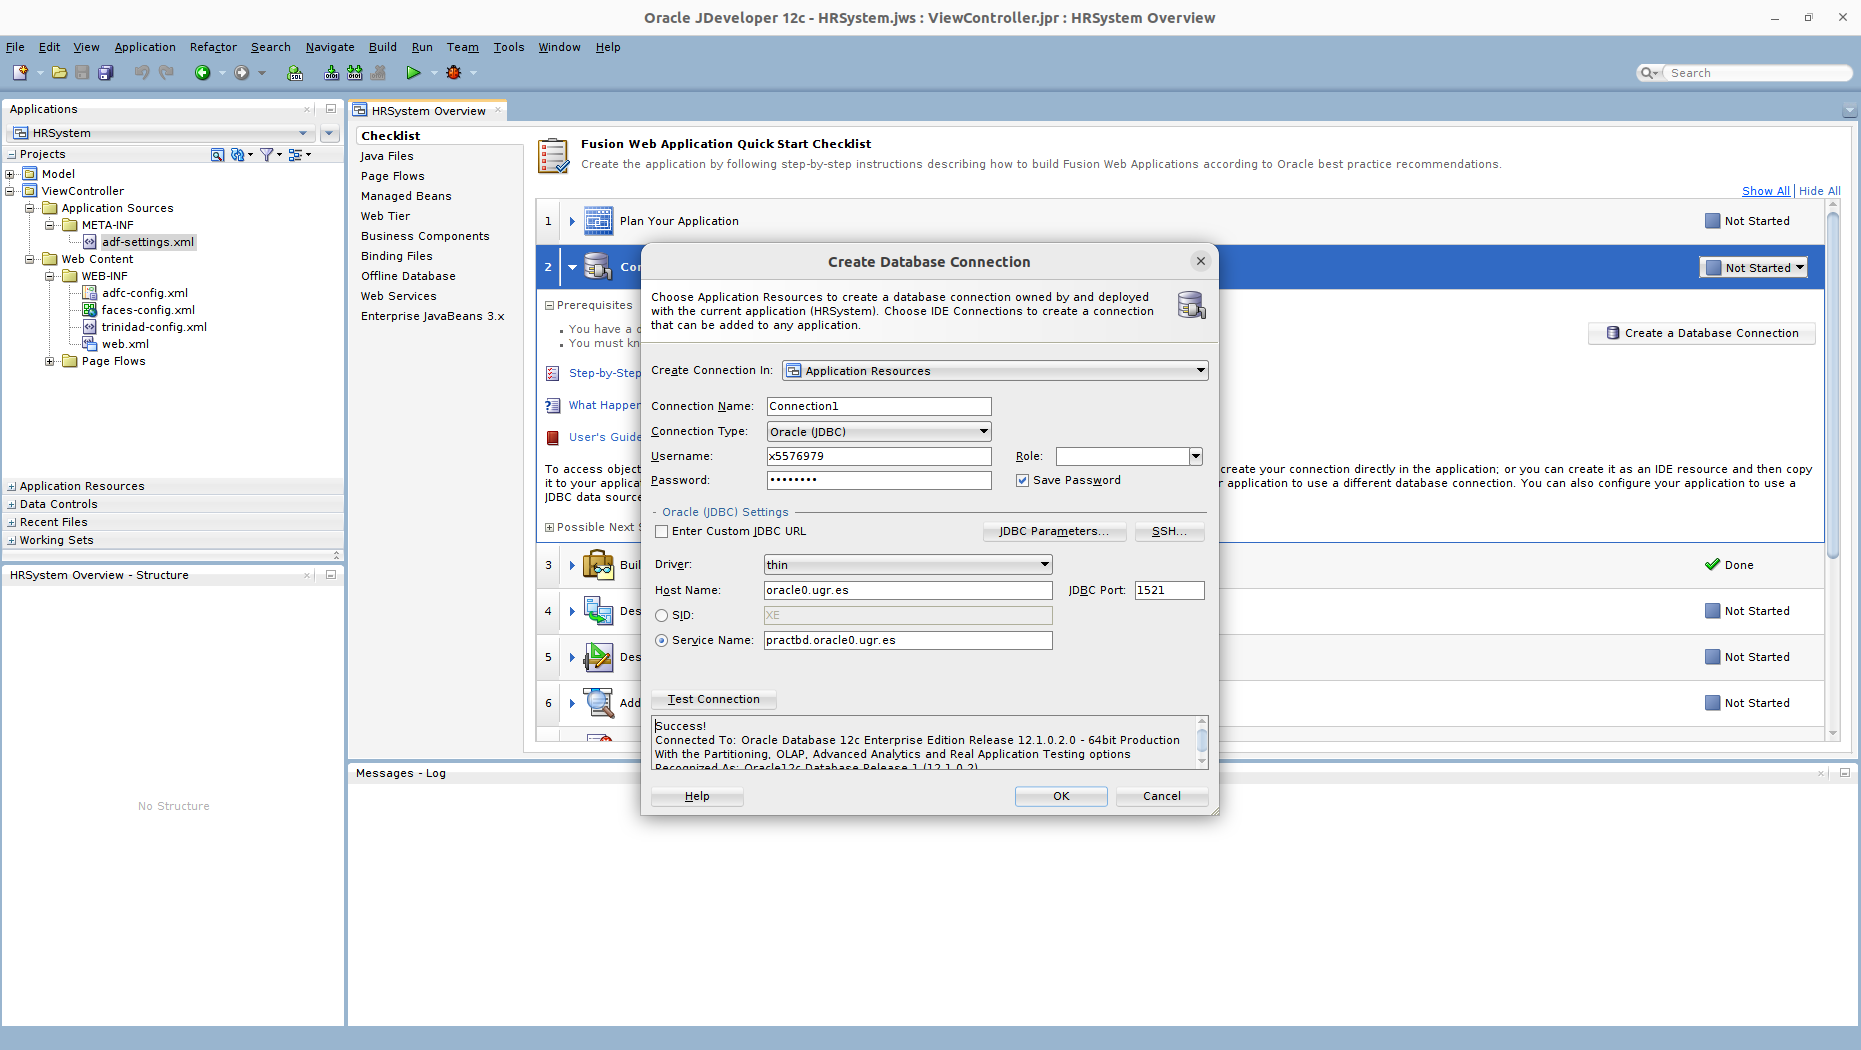 Oracle JDeveloper 12c - HRSystem.jws : ViewController.jpr : HRSystem Overview
File Edit View Application Refactor Search Navigate Build Run Team Tools Window Help
Search
Applications
HRSystem
Projects
Model
ViewController
Application Sources
META-INF
adf-settings.xml
Web Content
WEB-INF
adfc-config.xml
faces-config.xml
trinidad-config.xml
web.xml
Page Flows
Application Resources
Data Controls
Recent Files
Working Sets
HRSystem Overview - Structure
No Structure
HRSystem Overview
Checklist
Java Files
Page Flows
Managed Beans
Web Tier
Business Components
Binding Files
Offline Database
Web Services
Enterprise JavaBeans 3.x
Fusion Web Application Quick Start Checklist
Create the application by following step-by-step instructions describing how to build Fusion Web Applications according to Oracle best practice recommendations.
Show All Hide All
1 Plan Your Application Not Started
2 Con Not Started
Prerequisites
You have a
You must
Create a Database Connection
Step-by-Step
What Happen
User's Guide
To access object create your connection directly in the application; or you can create it as an IDE resource and then copy
it to your applica application to use a different database connection. You can also configure your application to use a
JDBC data source
Possible Next
3 Buil Done
4 Des Not Started
5 Des Not Started
6 Add Not Started
Messages - Log
Create Database Connection
Choose Application Resources to create a database connection owned by and deployed
with the current application (HRSystem). Choose IDE Connections to create a connection
that can be added to any application.
Create Connection In: Application Resources
Connection Name: Connection1
Connection Type: Oracle (JDBC)
Username: x5576979 Role:
Password: •••••••• Save Password
- Oracle (JDBC) Settings
Enter Custom JDBC URL JDBC Parameters... SSH...
Driver: thin
Host Name: oracle0.ugr.es JDBC Port: 1521
SID: XE
Service Name: practbd.oracle0.ugr.es
Test Connection
Success!
Connected To: Oracle Database 12c Enterprise Edition Release 12.1.0.2.0 - 64bit Production
With the Partitioning, OLAP, Advanced Analytics and Real Application Testing options
Recognized As: Oracle12c Database Release 1 (12.1.0.2)
Help OK Cancel